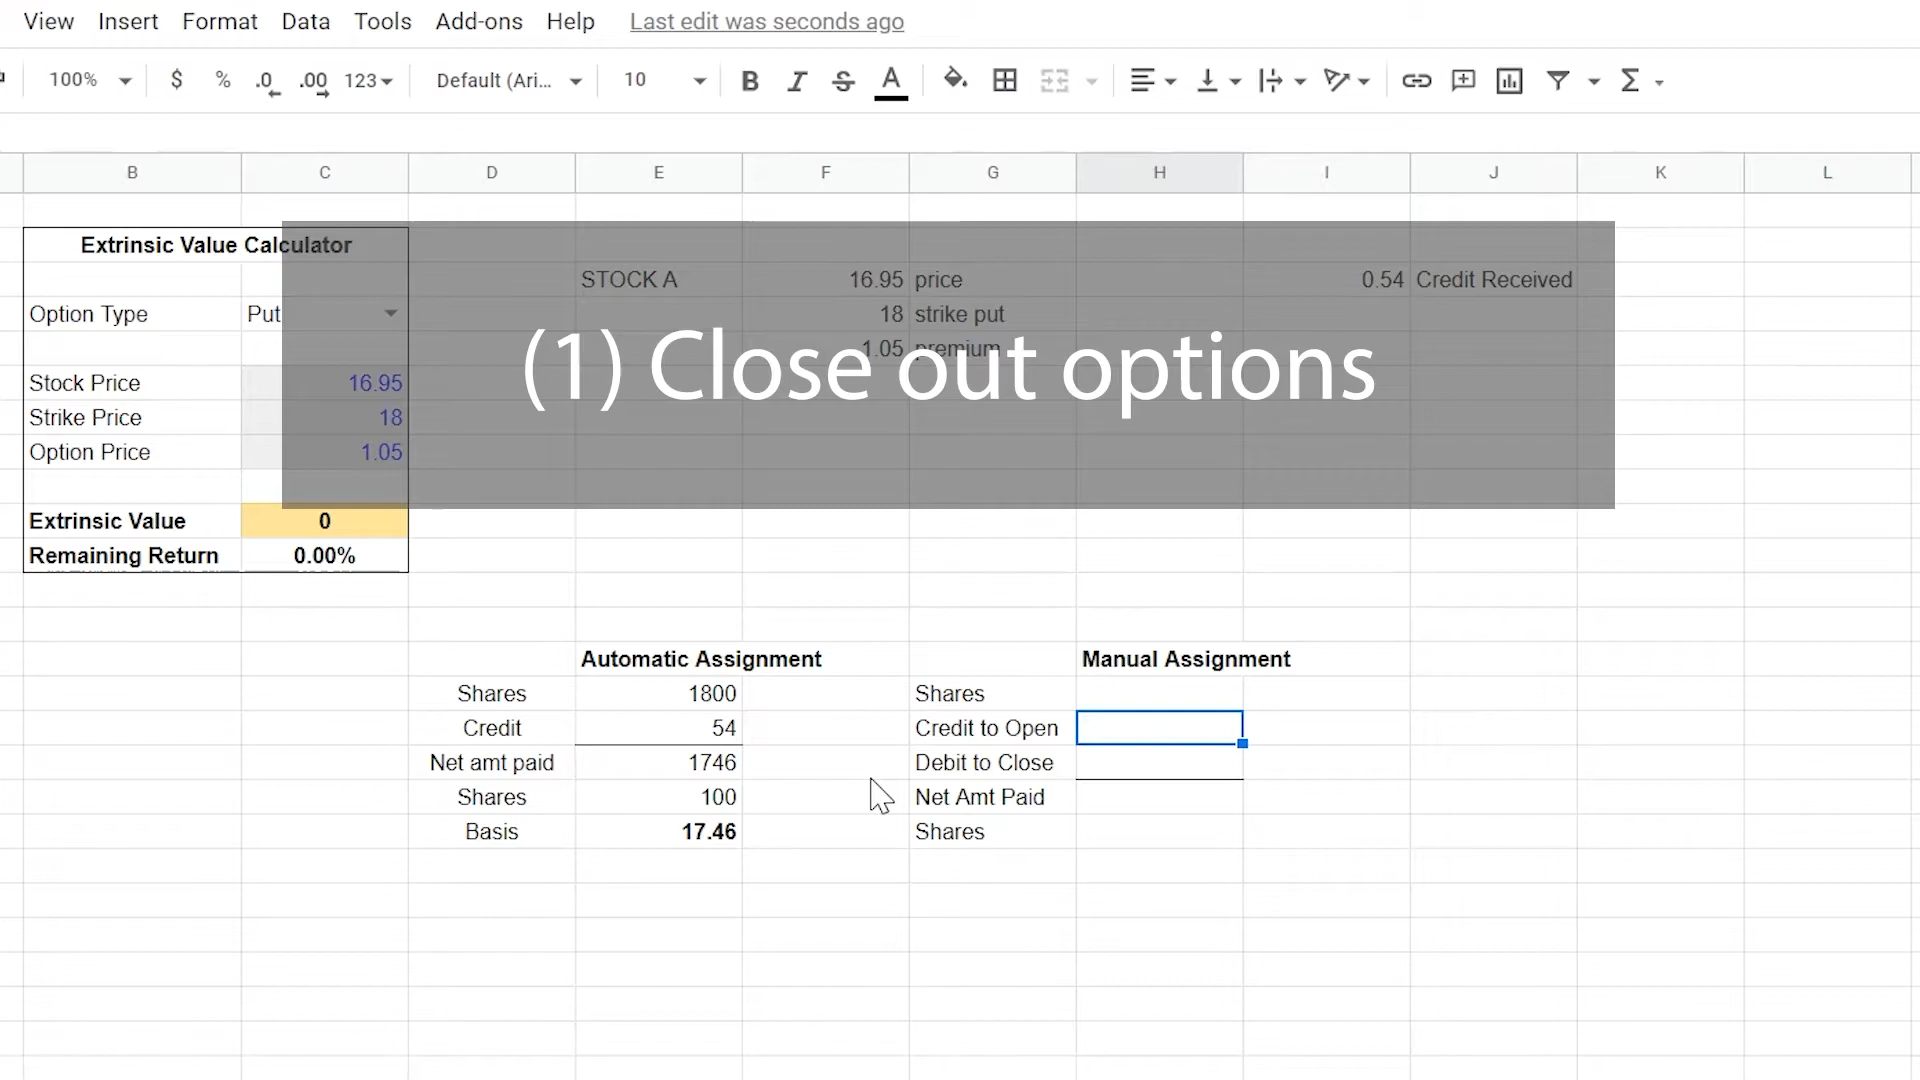 View Insert Format Data Tools Add-ons Help Last edit was seconds ago
100% $ % .0 .00 123 Default (Ari... 10 B I S A
B C D E F G H I J K L
Extrinsic Value Calculator
STOCK A 16.95 price 0.54 Credit Received
Option Type Put 18 strike put
1.05 premium
(1) Close out options
Stock Price 16.95
Strike Price 18
Option Price 1.05
Extrinsic Value 0
Remaining Return 0.00%
Automatic Assignment Manual Assignment
Shares 1800 Shares
Credit 54 Credit to Open
Net amt paid 1746 Debit to Close
Shares 100 Net Amt Paid
Basis 17.46 Shares